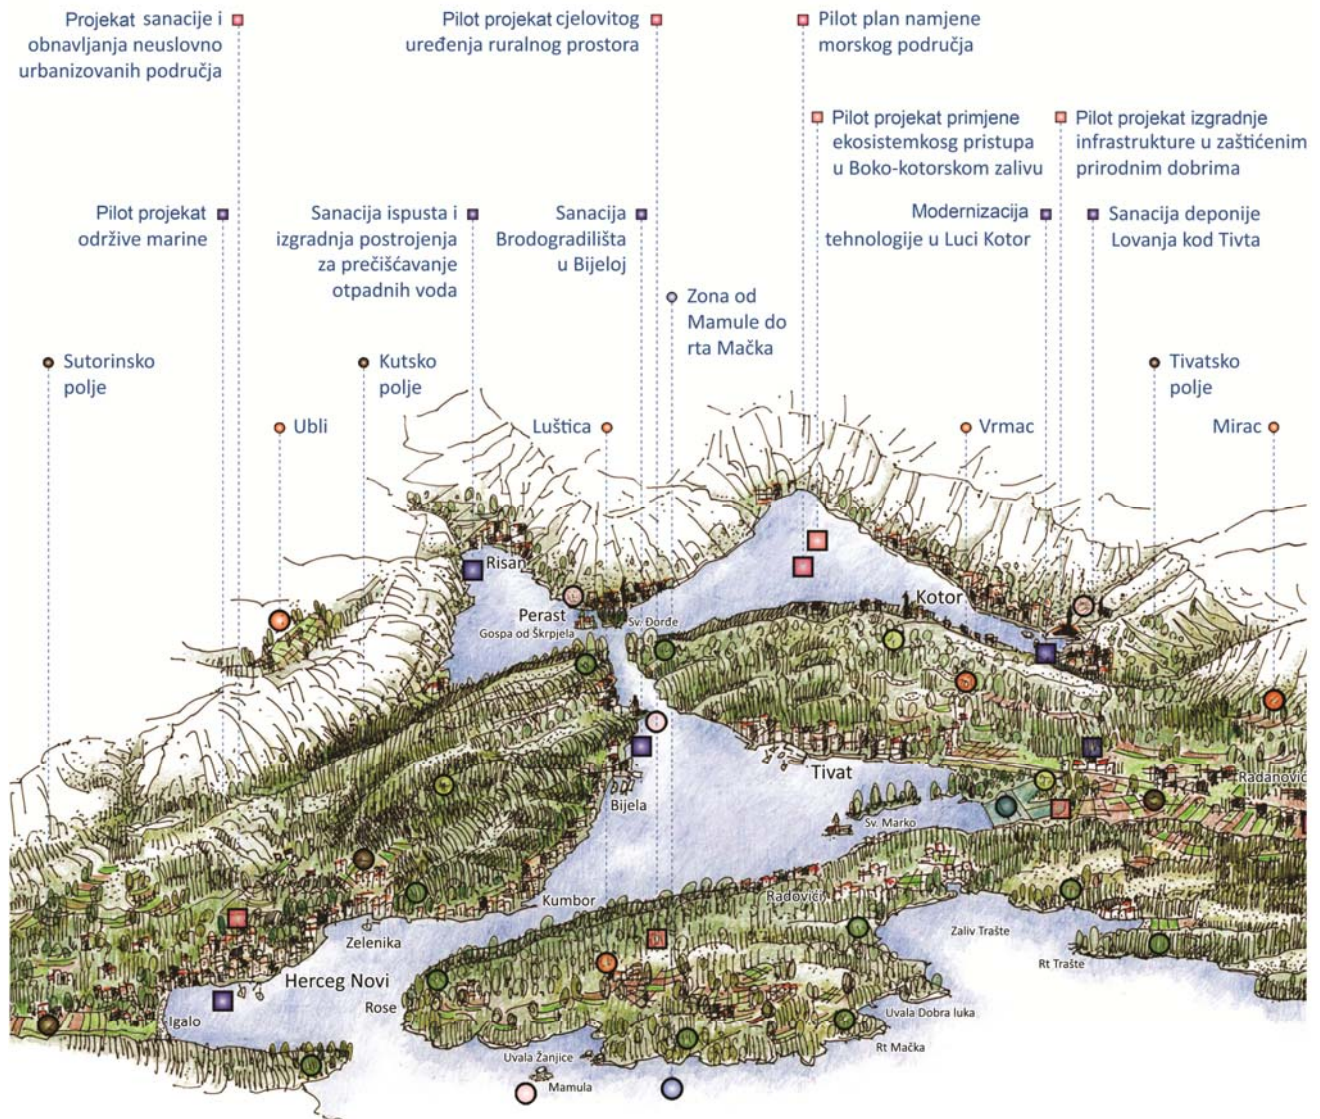 Projekat sanacije i
obnavljanja neuslovno
urbanizovanih područja
Pilot projekat cjelovitog
uređenja ruralnog prostora
Pilot plan namjene
morskog područja
Pilot projekat primjene
ekosistemkosg pristupa
u Boko-kotorskom zalivu
Pilot projekat izgradnje
infrastrukture u zaštićenim
prirodnim dobrima
Pilot projekat
održive marine
Sanacija ispusta i
izgradnja postrojenja
za prečišćavanje
otpadnih voda
Sanacija
Brodogradilišta
u Bijeloj
Modernizacija
tehnologije u Luci Kotor
Sanacija deponije
Lovanja kod Tivta
Zona od
Mamule do
rta Mačka
Sutorinsko
polje
Kutsko
polje
Tivatsko
polje
Ubli
Luštica
Vrmac
Mirac
Risan
Perast
Gospa od Škrpjela
Sv. Đorđe
Kotor
Tivat
Radanović
Bijela
Sv. Marko
Kumbor
Radovići
Zelenika
Zaliv Trašte
Rt Trašte
Herceg Novi
Rose
Igalo
Uvala Dobra luka
Rt Mačka
Uvala Žanjice
Mamula